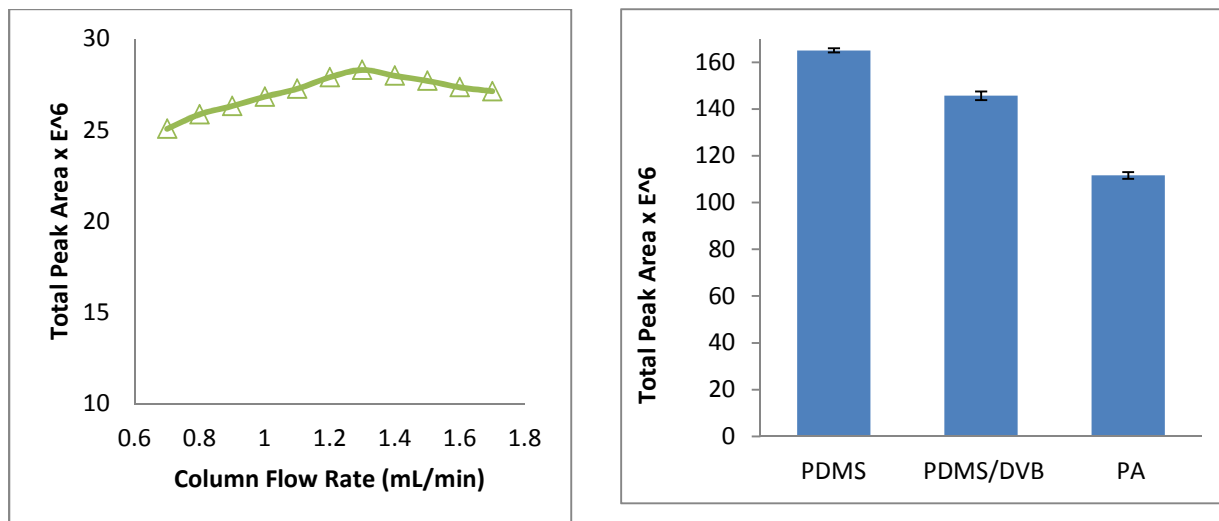 Total Peak Area x E^6
30
25
20
15
10
0.6 0.8 1 1.2 1.4 1.6 1.8
Column Flow Rate (mL/min)
Total Peak Area x E^6
160
140
120
100
80
60
40
20
0
PDMS PDMS/DVB PA